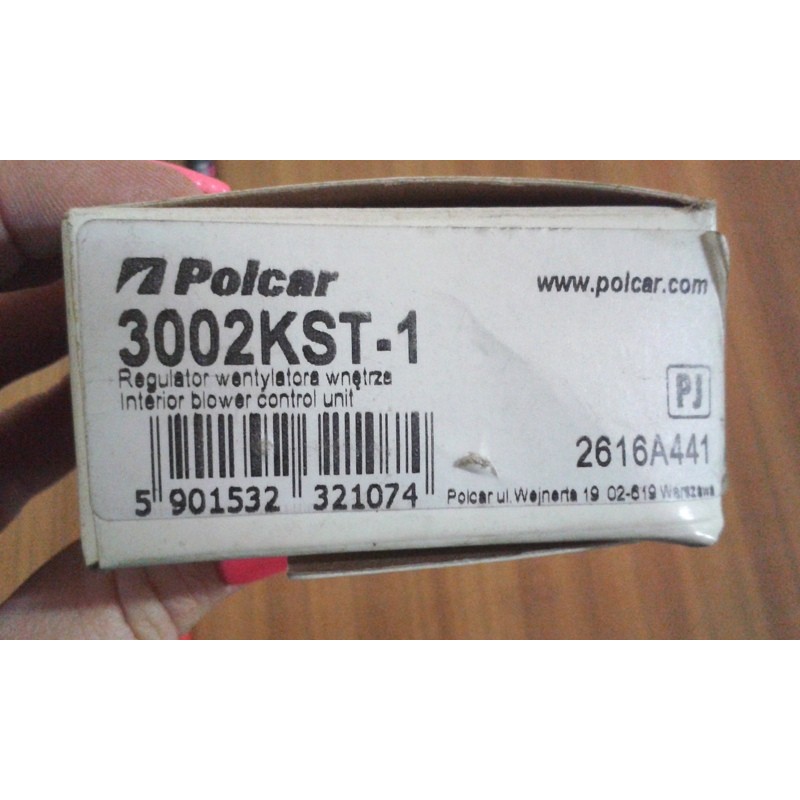 Polcar
www.polcar.com
3002KST-1
Regulator wentylatora wnętrza
Interior blower control unit
PJ
2616A441
5 901532 321074
Polcar ul. Wejnerta 19 02-619 Warszawa